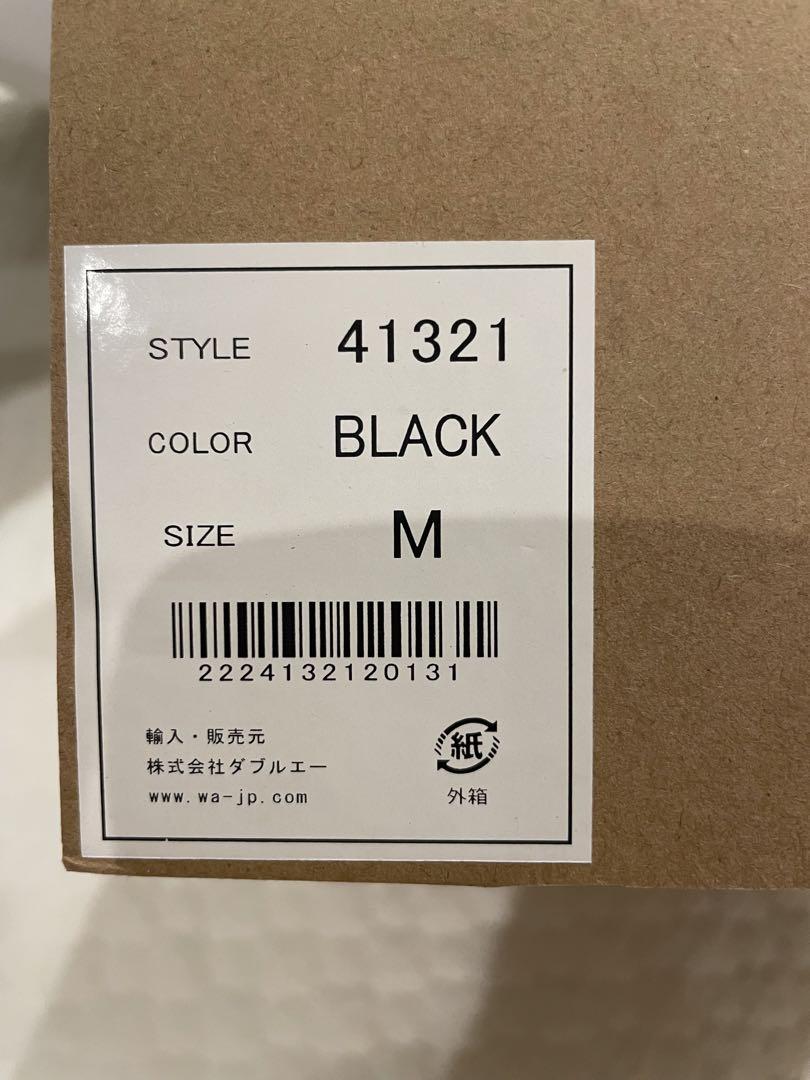 STYLE 41321
COLOR BLACK
SIZE M
2224132120131
輸入・販売元
株式会社ダブルエー
www.wa-jp.com
紙
外箱